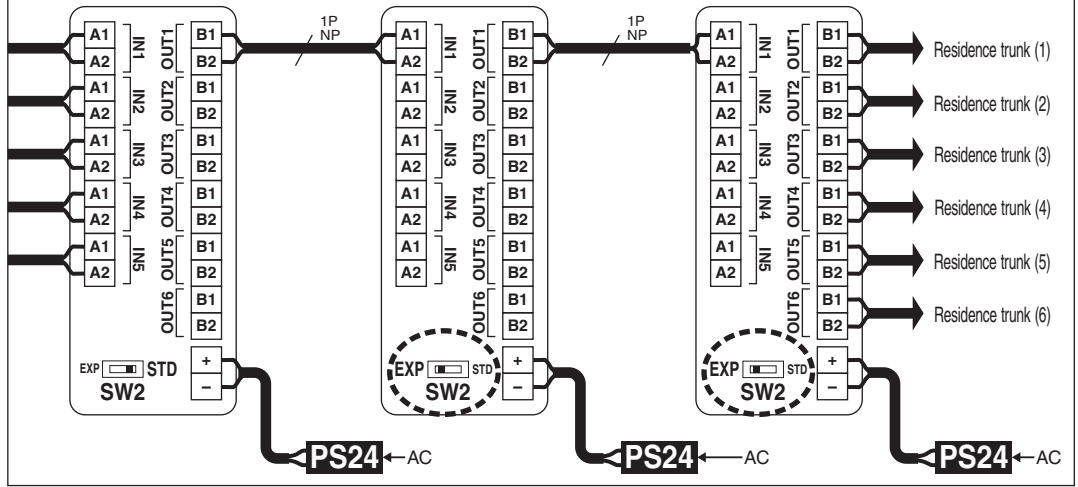 A1
A2
IN1
A1
A2
IN2
A1
A2
IN3
A1
A2
IN4
A1
A2
IN5
OUT1
B1
B2
OUT2
B1
B2
OUT3
B1
B2
OUT4
B1
B2
OUT5
B1
B2
OUT6
B1
B2
EXP STD
SW2
+
−
PS24 AC
1P
NP
A1
A2
IN1
A1
A2
IN2
A1
A2
IN3
A1
A2
IN4
A1
A2
IN5
OUT1
B1
B2
OUT2
B1
B2
OUT3
B1
B2
OUT4
B1
B2
OUT5
B1
B2
OUT6
B1
B2
EXP STD
SW2
+
−
PS24 AC
1P
NP
A1
A2
IN1
A1
A2
IN2
A1
A2
IN3
A1
A2
IN4
A1
A2
IN5
OUT1
B1
B2
OUT2
B1
B2
OUT3
B1
B2
OUT4
B1
B2
OUT5
B1
B2
OUT6
B1
B2
EXP STD
SW2
+
−
PS24 AC
Residence trunk (1)
Residence trunk (2)
Residence trunk (3)
Residence trunk (4)
Residence trunk (5)
Residence trunk (6)